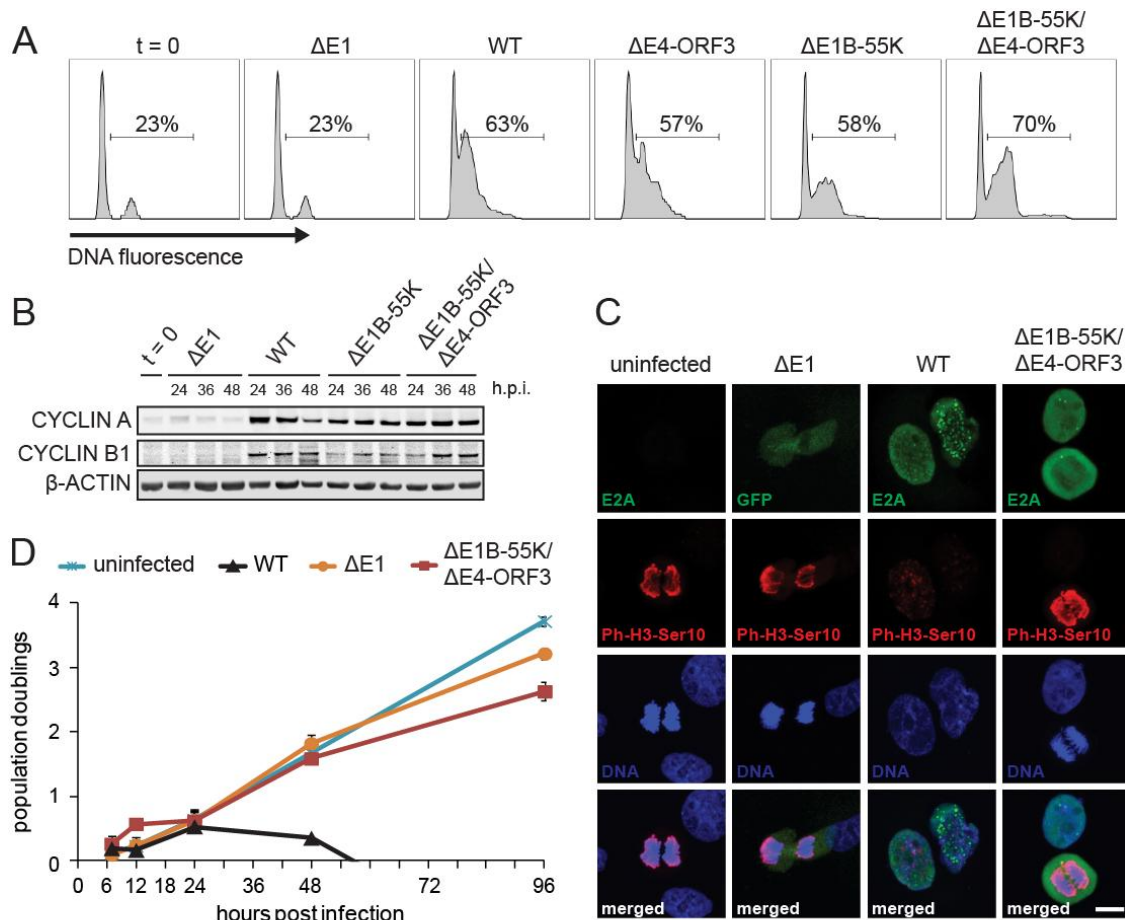 A
t = 0
ΔE1
WT
ΔE4-ORF3
ΔE1B-55K
ΔE1B-55K/
ΔE4-ORF3
23%
23%
63%
57%
58%
70%
DNA fluorescence
B
t = 0
ΔE1
WT
ΔE1B-55K
ΔE1B-55K/
ΔE4-ORF3
24 36 48 24 36 48 24 36 48 24 36 48 h.p.i.
CYCLIN A
CYCLIN B1
β-ACTIN
C
uninfected
ΔE1
WT
ΔE1B-55K/
ΔE4-ORF3
E2A
GFP
E2A
E2A
Ph-H3-Ser10
Ph-H3-Ser10
Ph-H3-Ser10
Ph-H3-Ser10
DNA
DNA
DNA
DNA
merged
merged
merged
merged
D
uninfected
WT
ΔE1
ΔE1B-55K/
ΔE4-ORF3
population doublings
4
3
2
1
0
0 6 12 18 24 36 48 72 96
hours post infection